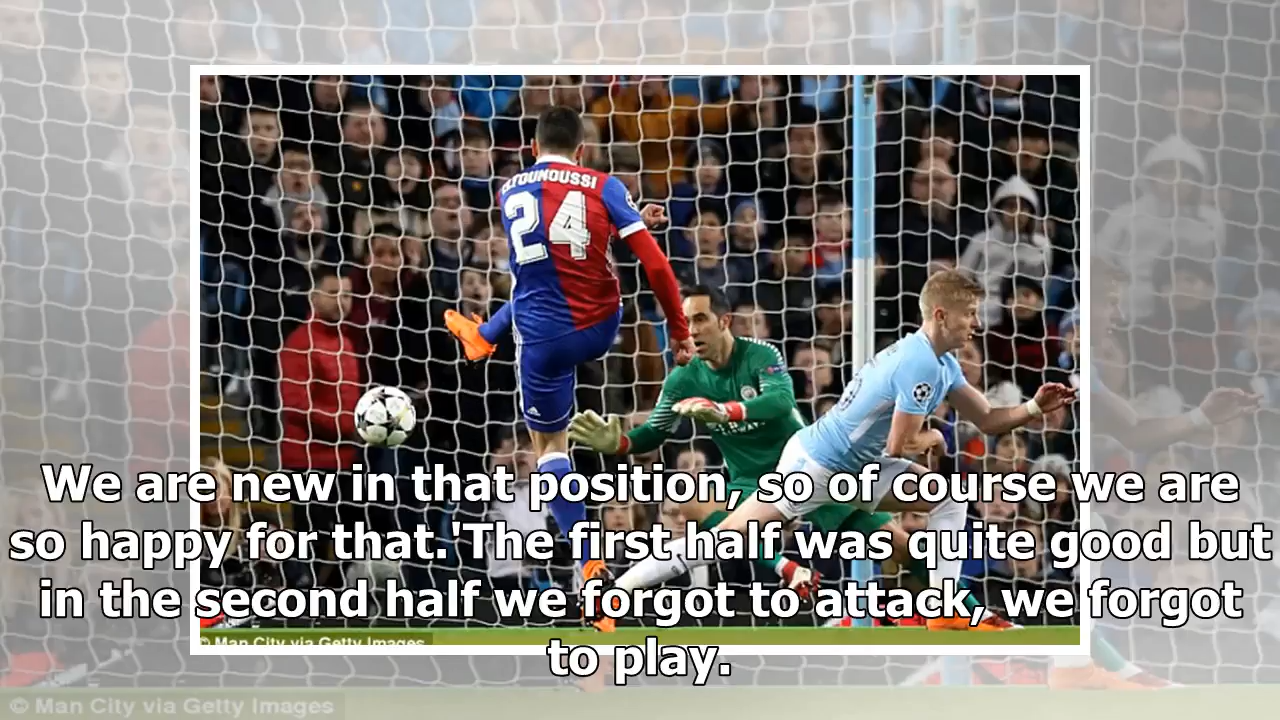 ELYOUNOUSSI
24
We are new in that position, so of course we are
so happy for that.'The first half was quite good but
in the second half we forgot to attack, we forgot
to play.
© Man City via Getty Images
© Man City via Getty Images